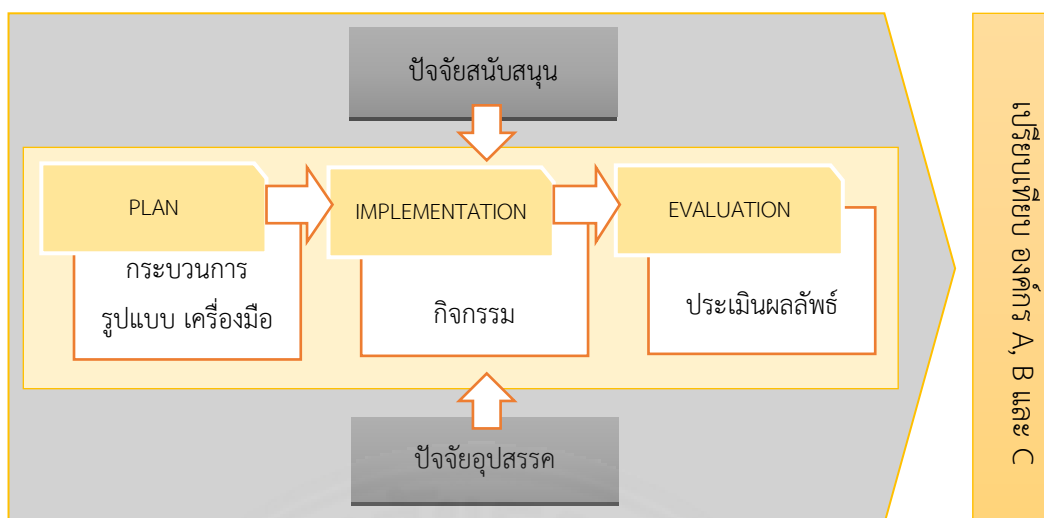 ปัจจัยสนับสนุน
PLAN
กระบวนการ
รูปแบบ เครื่องมือ
IMPLEMENTATION
กิจกรรม
EVALUATION
ประเมินผลลัพธ์
ปัจจัยอุปสรรค
เปรียบเทียบ องค์กร A, B และ C